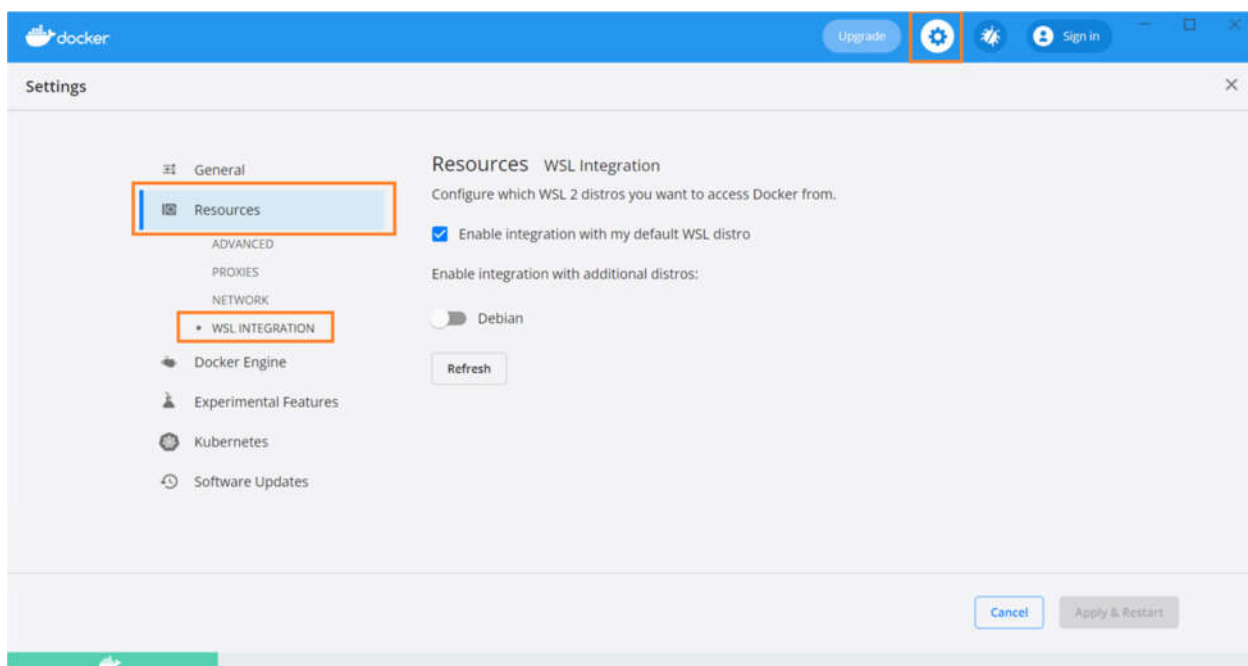 docker
Upgrade
Sign in
Settings
General
Resources
ADVANCED
PROXIES
NETWORK
WSL INTEGRATION
Docker Engine
Experimental Features
Kubernetes
Software Updates
Resources WSL Integration
Configure which WSL 2 distros you want to access Docker from.
Enable integration with my default WSL distro
Enable integration with additional distros:
Debian
Refresh
Cancel
Apply & Restart